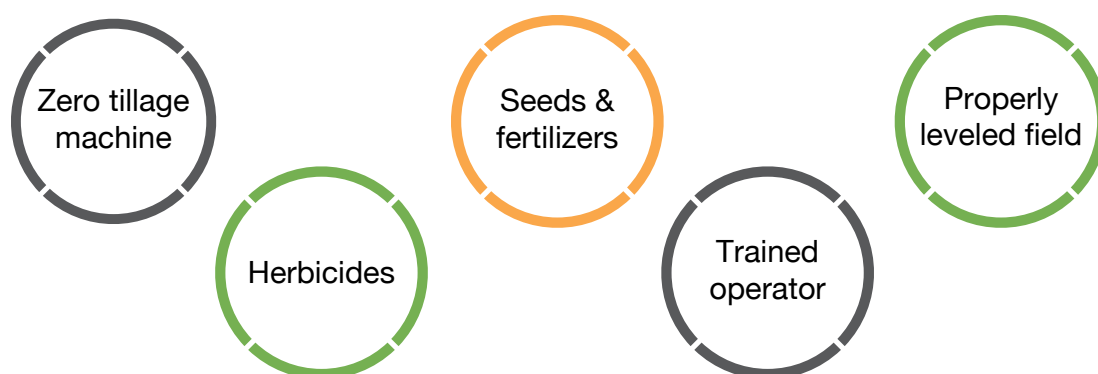 Zero tillage
machine
Herbicides
Seeds &
fertilizers
Trained
operator
Properly
leveled field